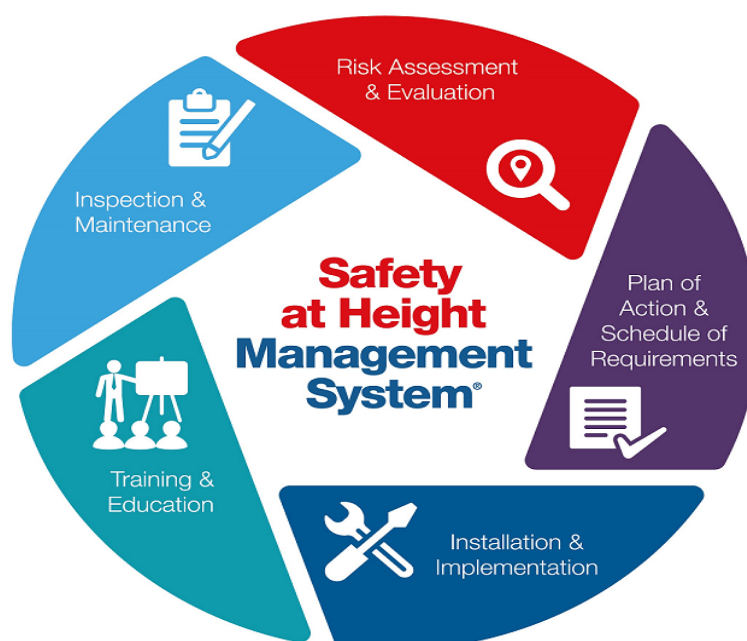 Risk Assessment
& Evaluation
Plan of
Action &
Schedule of
Requirements
Installation &
Implementation
Training &
Education
Inspection &
Maintenance
Safety
at Height
Management
System®